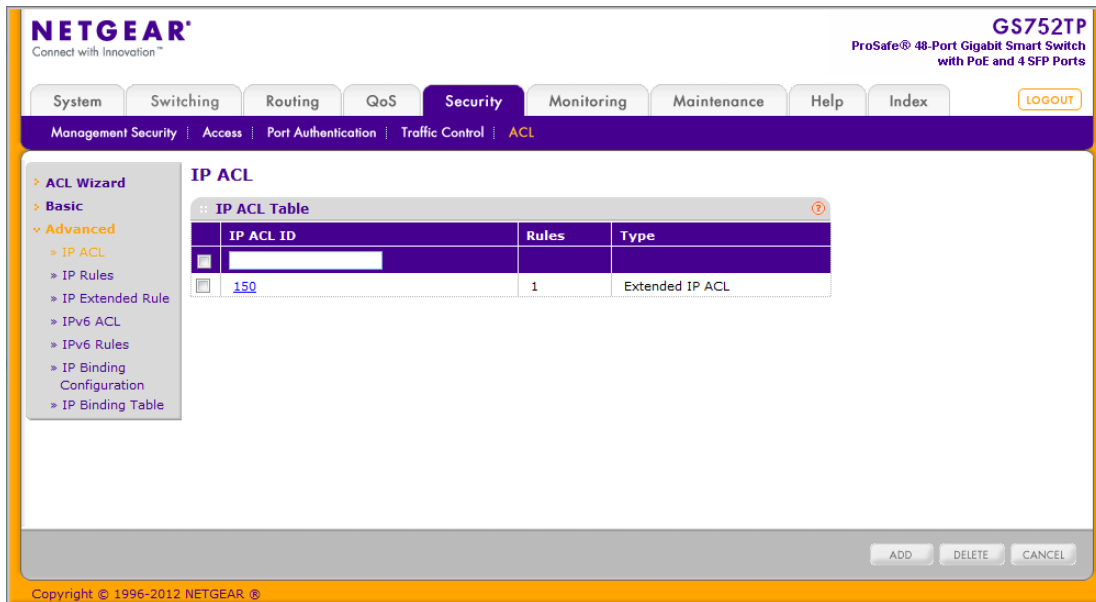 NETGEAR®
Connect with Innovation™
GS752TP
ProSafe® 48-Port Gigabit Smart Switch
with PoE and 4 SFP Ports
System Switching Routing QoS Security Monitoring Maintenance Help Index LOGOUT
Management Security Access Port Authentication Traffic Control ACL
ACL Wizard
Basic
Advanced
» IP ACL
» IP Rules
» IP Extended Rule
» IPv6 ACL
» IPv6 Rules
» IP Binding
Configuration
» IP Binding Table
IP ACL
IP ACL Table ?
IP ACL ID Rules Type
150 1 Extended IP ACL
ADD DELETE CANCEL
Copyright © 1996-2012 NETGEAR ®